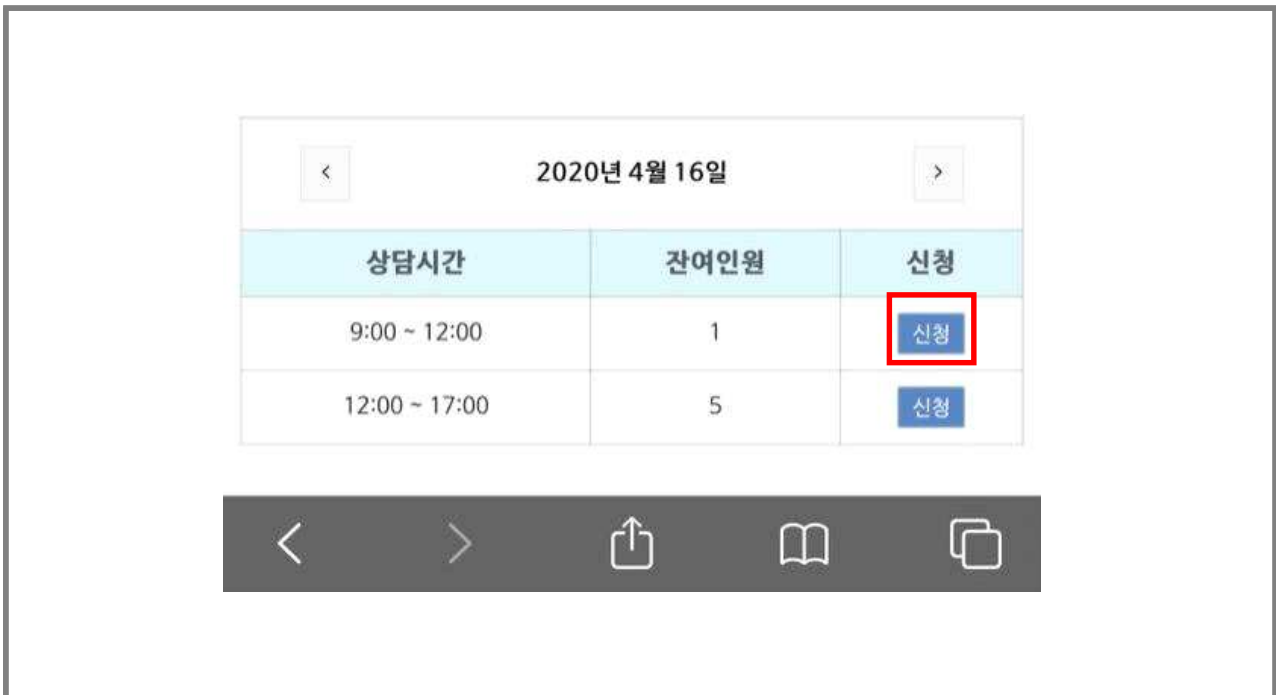 < 2020년 4월 16일 >
상담시간 잔여인원 신청
9:00 ~ 12:00 1 신청
12:00 ~ 17:00 5 신청